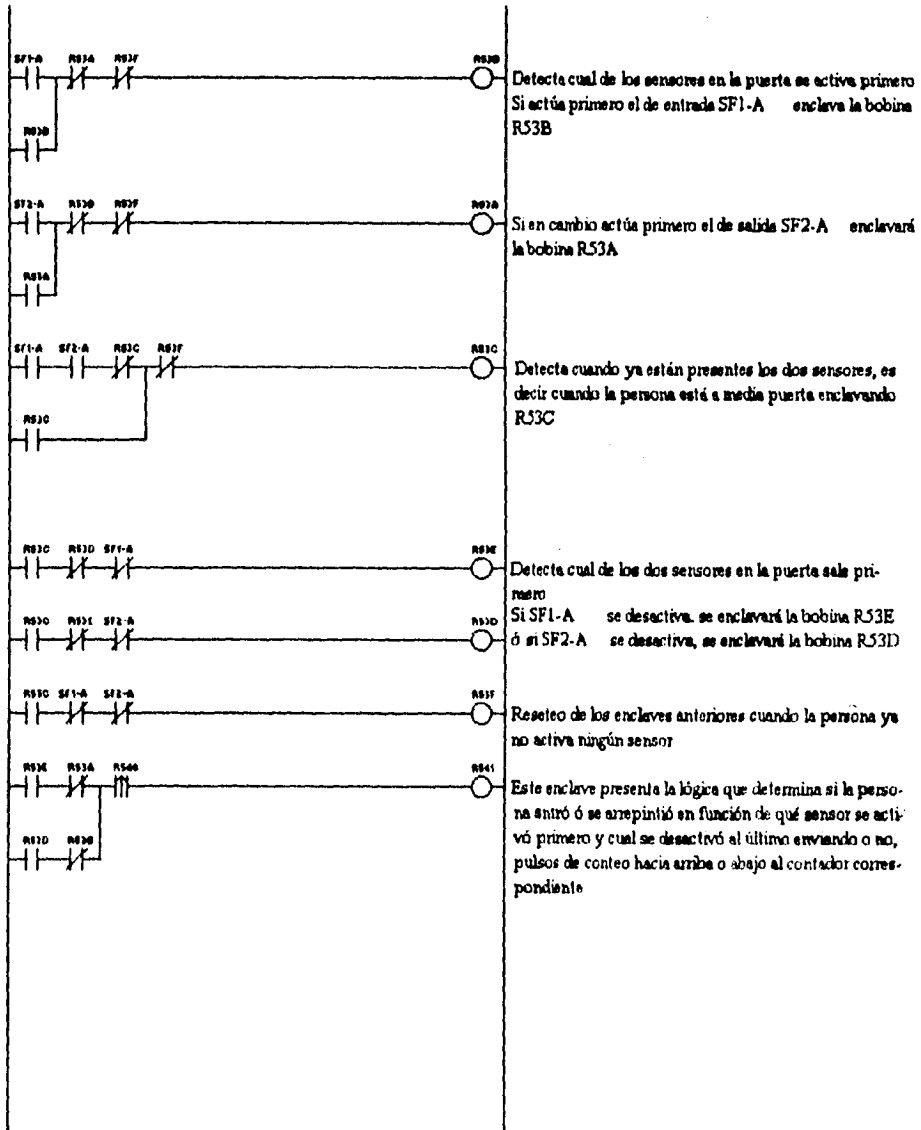 SF1-A R53A R53F R53B
Detecta cual de los sensores en la puerta se activa primero
Si actúa primero el de entrada SF1-A enclava la bobina
R53B
R53B
SF2-A R53B R53F R53A
Si en cambio actúa primero el de salida SF2-A enclavará
la bobina R53A
R53A
SF1-A SF2-A R53C R53F R53C
Detecta cuando ya están presentes los dos sensores, es
decir cuando la persona está a media puerta enclavando
R53C
R53C
R53C R53D SF1-A R53E
Detecta cual de los dos sensores en la puerta sale pri-
mero
Si SF1-A se desactiva, se enclavará la bobina R53E
R53C R53E SF2-A R53D
ó si SF2-A se desactiva, se enclavará la bobina R53D
R53C SF1-A SF2-A R53F
Reseteo de los enclaves anteriores cuando la persona ya
no activa ningún sensor
R53E R53A R541
Este enclave presenta la lógica que determina si la perso-
na entró ó se arrepintió en función de qué sensor se acti-
vó primero y cual se desactivó al último enviando o no,
R53D R53B
pulsos de conteo hacia arriba o abajo al contador corres-
pondiente